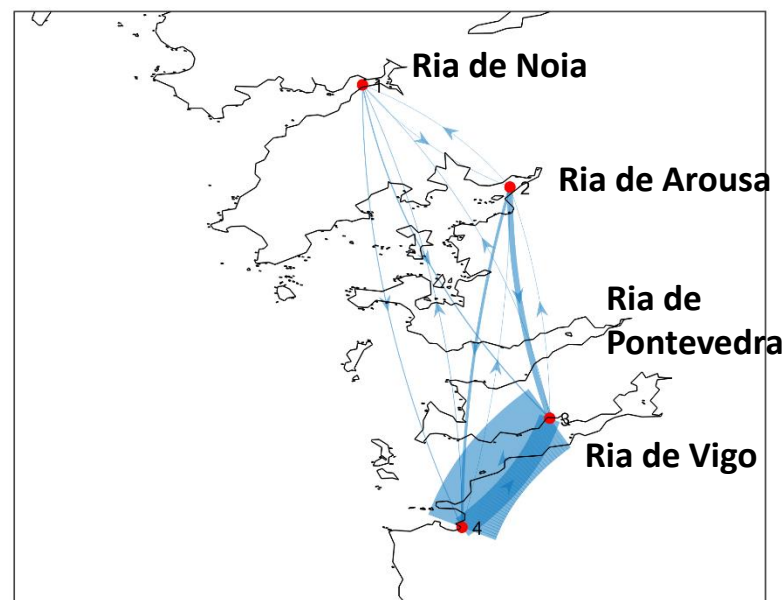 Ria de Noia
1
Ria de Arousa
2
Ria de
Pontevedra
3
Ria de Vigo
4